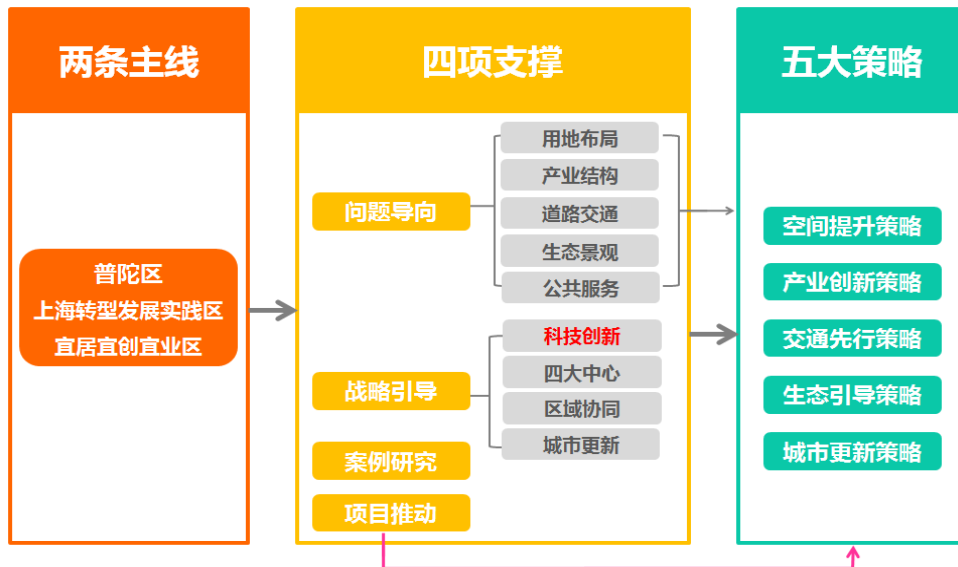 两条主线
普陀区
上海转型发展实践区
宜居宜创宜业区
四项支撑
问题导向
用地布局
产业结构
道路交通
生态景观
公共服务
战略引导
科技创新
四大中心
区域协同
城市更新
案例研究
项目推动
五大策略
空间提升策略
产业创新策略
交通先行策略
生态引导策略
城市更新策略